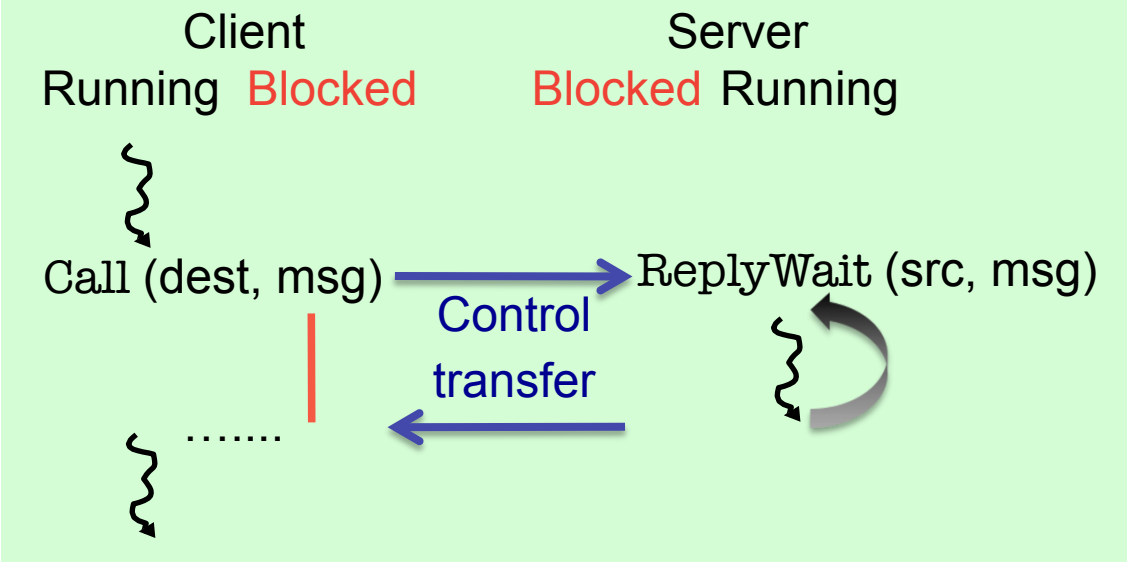 Client Server
Running Blocked Blocked Running
Call (dest, msg) ReplyWait (src, msg)
Control
transfer
…....